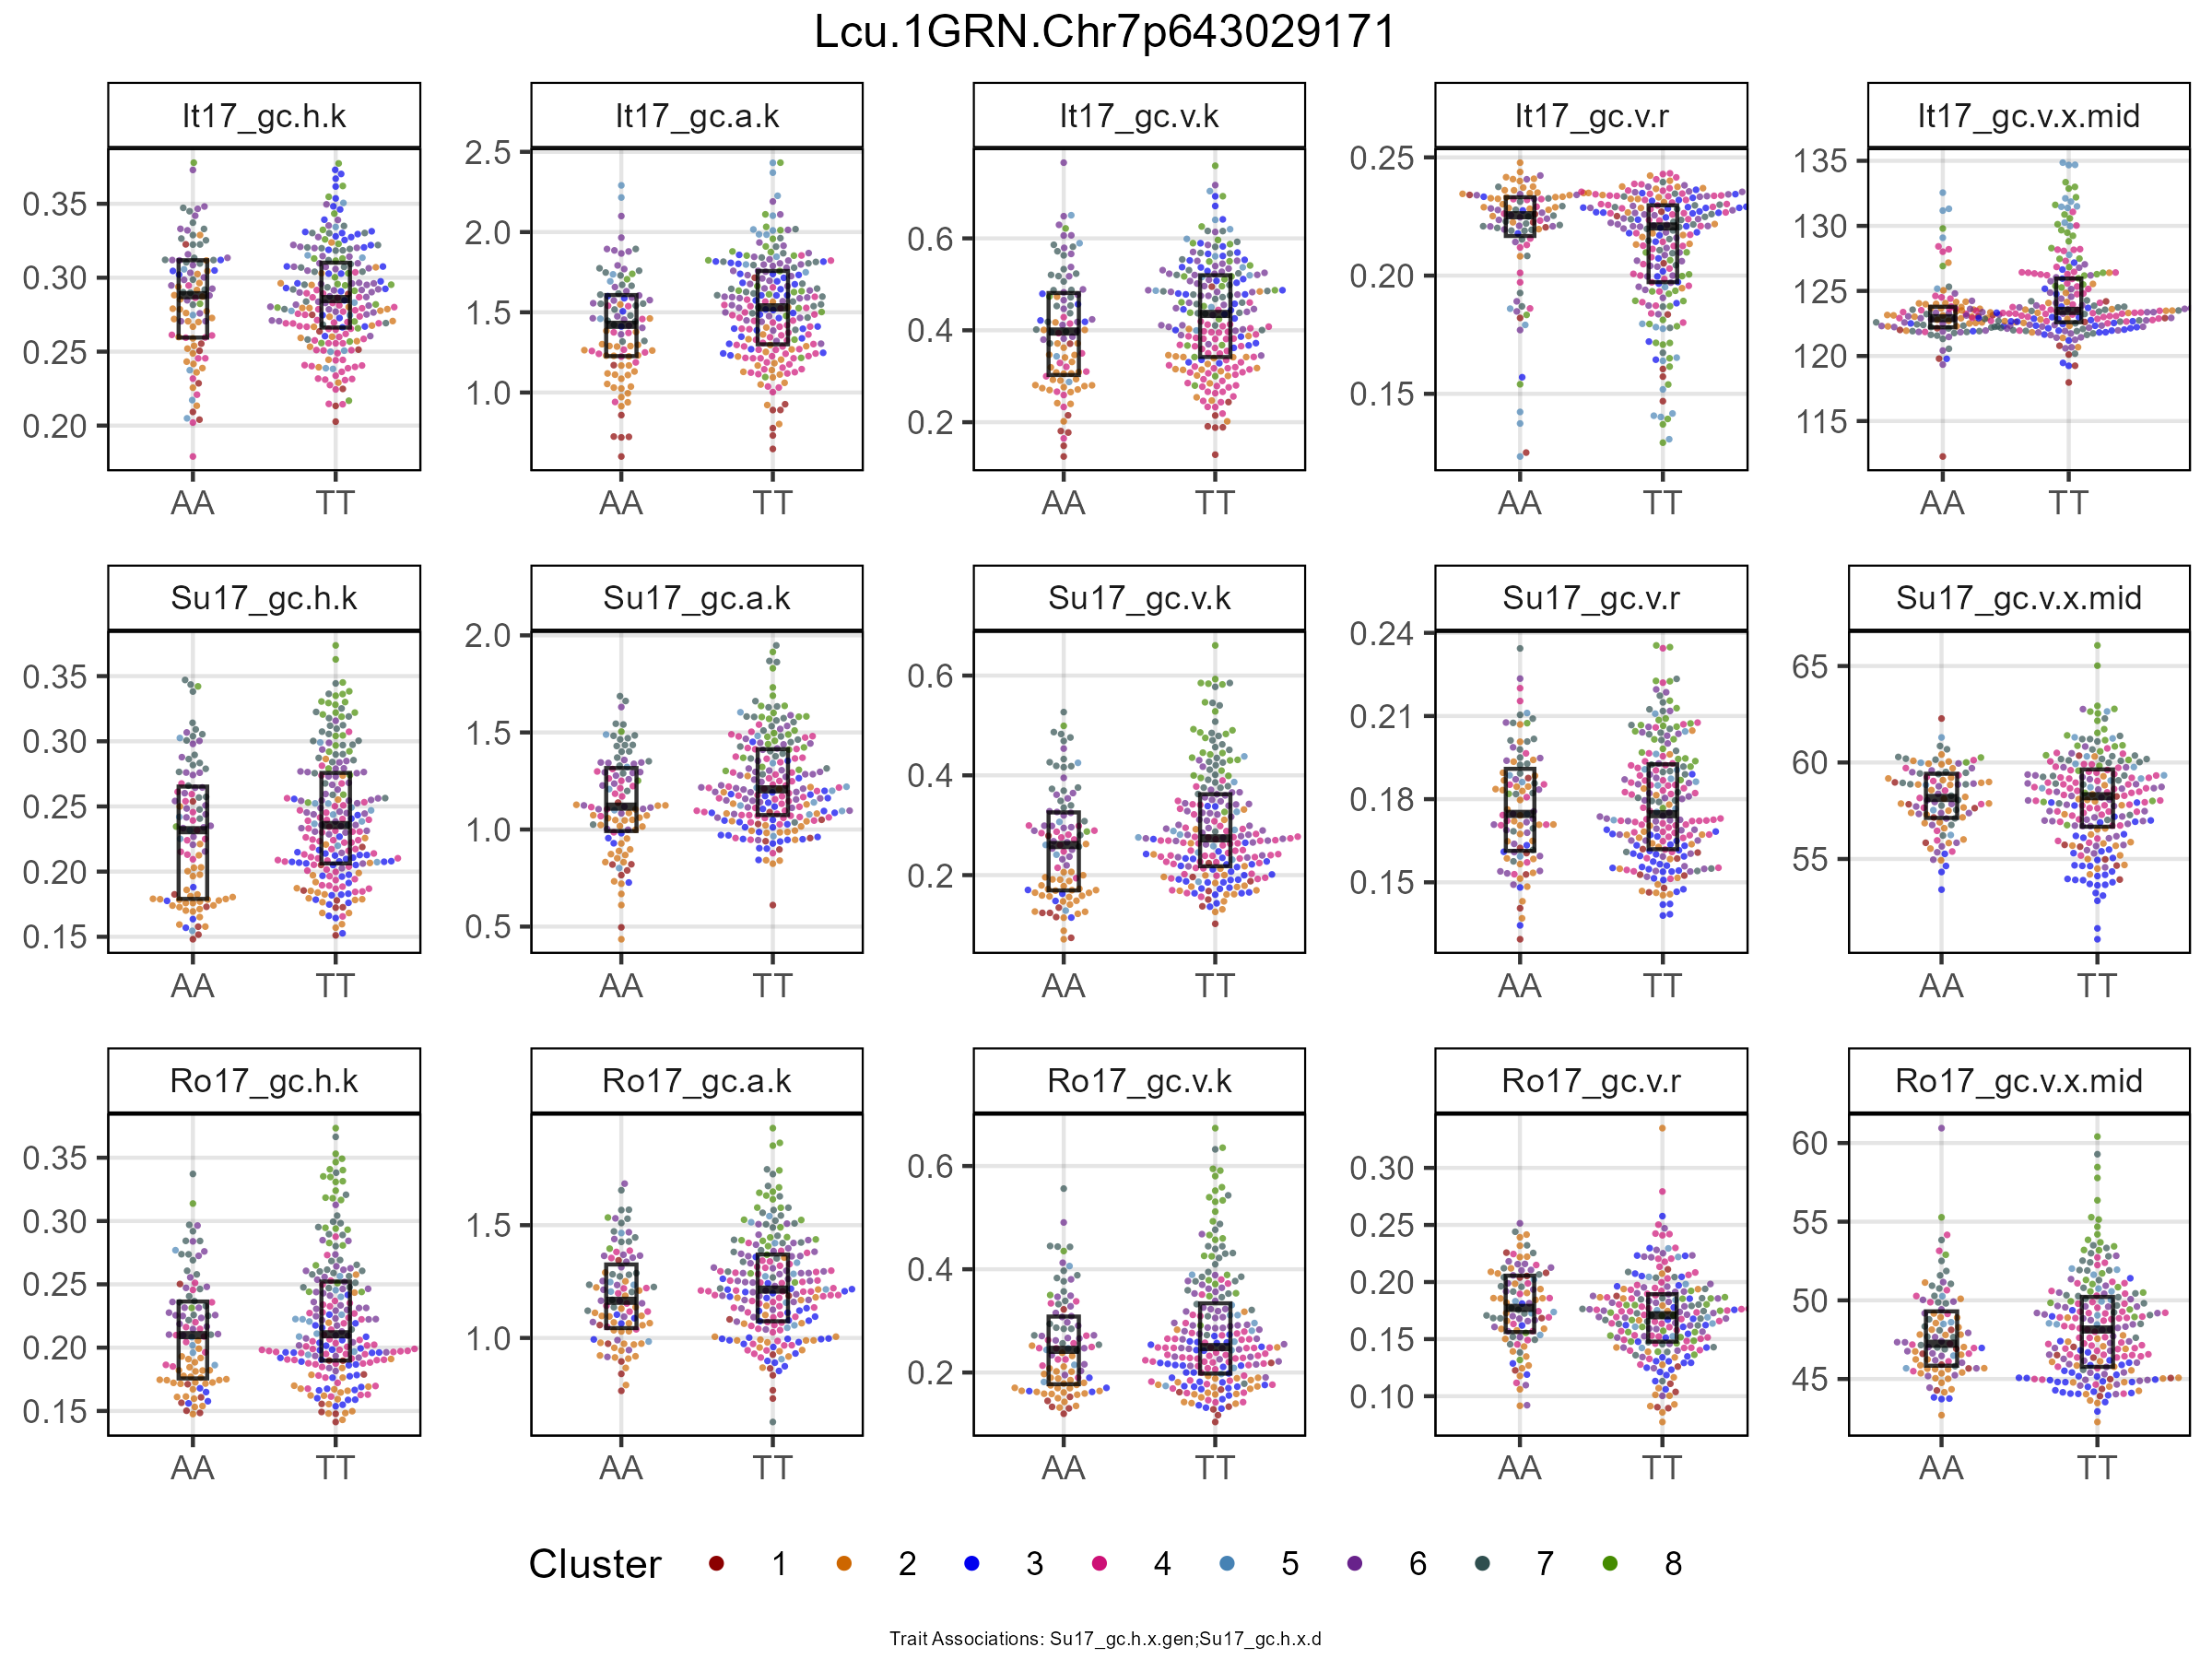 Lcu.1GRN.Chr7p643029171
It17_gc.h.k It17_gc.a.k It17_gc.v.k It17_gc.v.r It17_gc.v.x.mid
0.35 0.30 0.25 0.20
2.5 2.0 1.5 1.0
0.6 0.4 0.2
0.25 0.20 0.15
135 130 125 120 115
AA TT AA TT AA TT AA TT AA TT
Su17_gc.h.k Su17_gc.a.k Su17_gc.v.k Su17_gc.v.r Su17_gc.v.x.mid
0.35 0.30 0.25 0.20 0.15
2.0 1.5 1.0 0.5
0.6 0.4 0.2
0.24 0.21 0.18 0.15
65 60 55
AA TT AA TT AA TT AA TT AA TT
Ro17_gc.h.k Ro17_gc.a.k Ro17_gc.v.k Ro17_gc.v.r Ro17_gc.v.x.mid
0.35 0.30 0.25 0.20 0.15
1.5 1.0
0.6 0.4 0.2
0.30 0.25 0.20 0.15 0.10
60 55 50 45
AA TT AA TT AA TT AA TT AA TT
Cluster 1 2 3 4 5 6 7 8
Trait Associations: Su17_gc.h.x.gen;Su17_gc.h.x.d